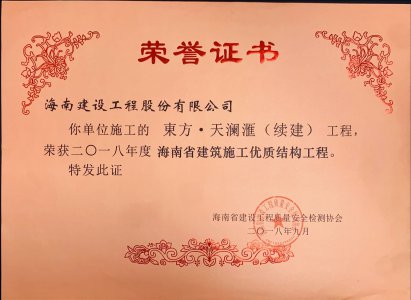 荣誉证书
海南建设工程股份有限公司
你单位施工的 東方·天澜滙（续建） 工程，
荣获二〇一八年度 海南省建筑施工优质结构工程。
特发此证
海南省建设工程质量安全检测协会
二〇一八年九月